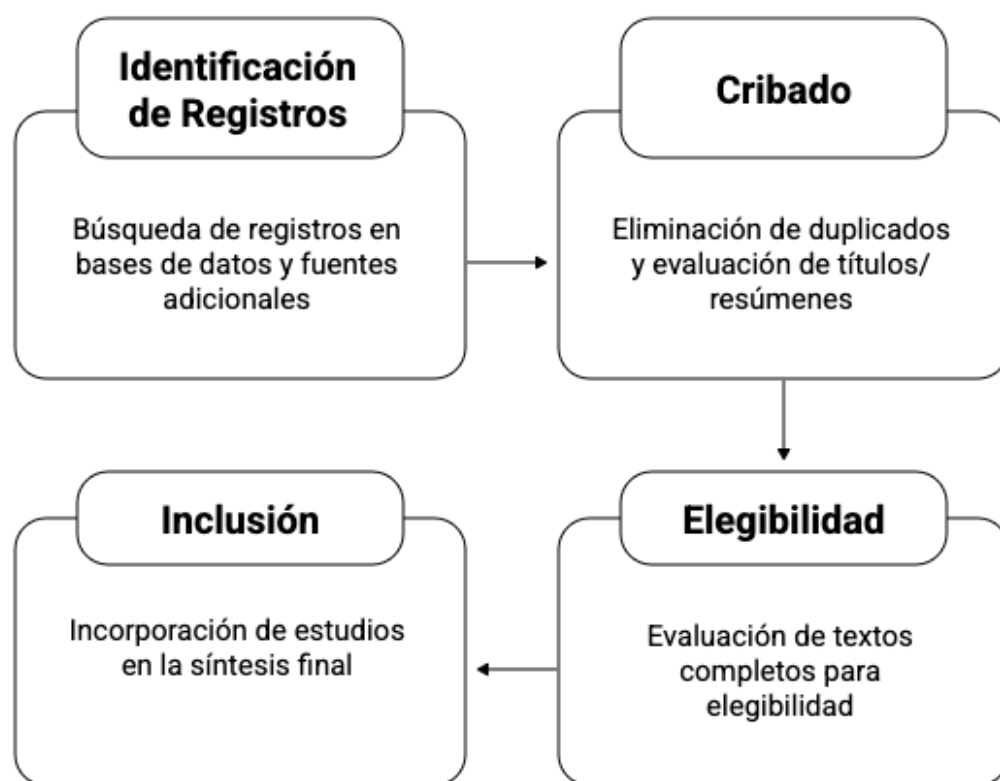 Identificación
de Registros
Búsqueda de registros en
bases de datos y fuentes
adicionales
Cribado
Eliminación de duplicados
y evaluación de títulos/
resúmenes
Elegibilidad
Evaluación de textos
completos para
elegibilidad
Inclusión
Incorporación de estudios
en la síntesis final